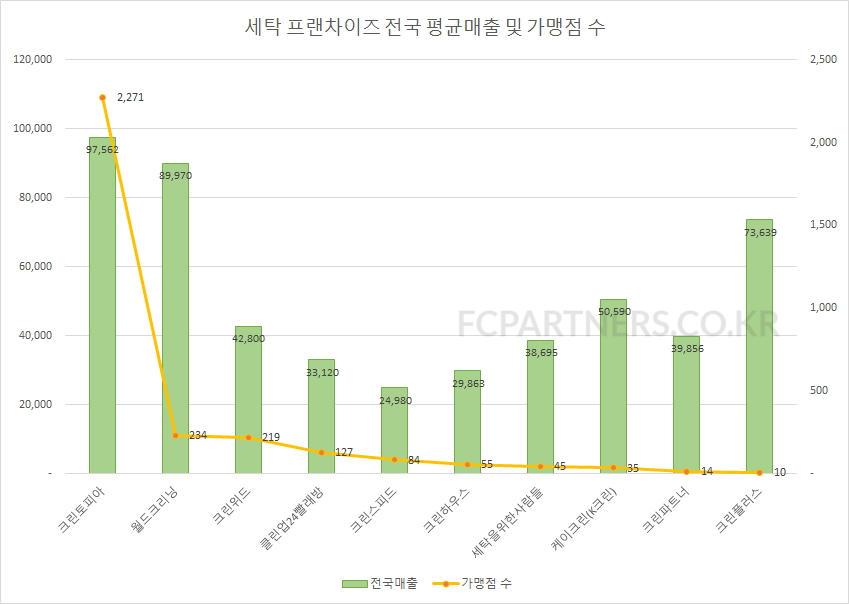 세탁 프랜차이즈 전국 평균매출 및 가맹점 수
120,000
100,000
80,000
60,000
40,000
20,000
-
2,500
2,000
1,500
1,000
500
-
97,562
89,970
42,800
33,120
24,980
29,863
38,695
50,590
39,856
73,639
2,271
234
219
127
84
55
45
35
14
10
FCPARTNERS.CO.KR
크린토피아
월드크리닝
크린위드
클린업24빨래방
크린스피드
크린하우스
세탁을위한사람들
케이크린(K크린)
크린파트너
크린플러스
전국매출
가맹점 수